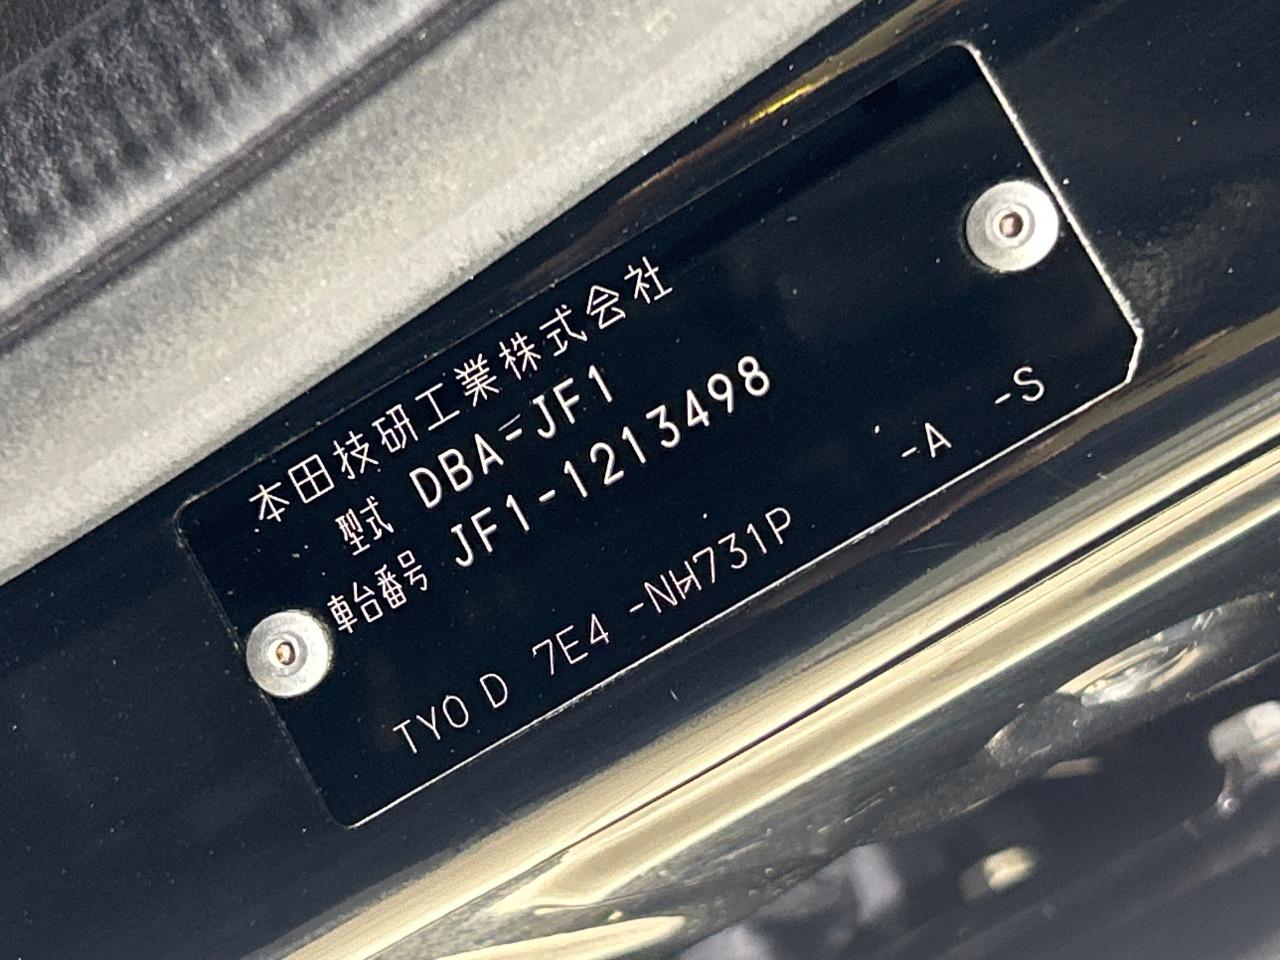 本田技研工業株式会社
型式 DBA-JF1
車台番号 JF1-1213498
TY0 D 7E4 -NH731P -A -S